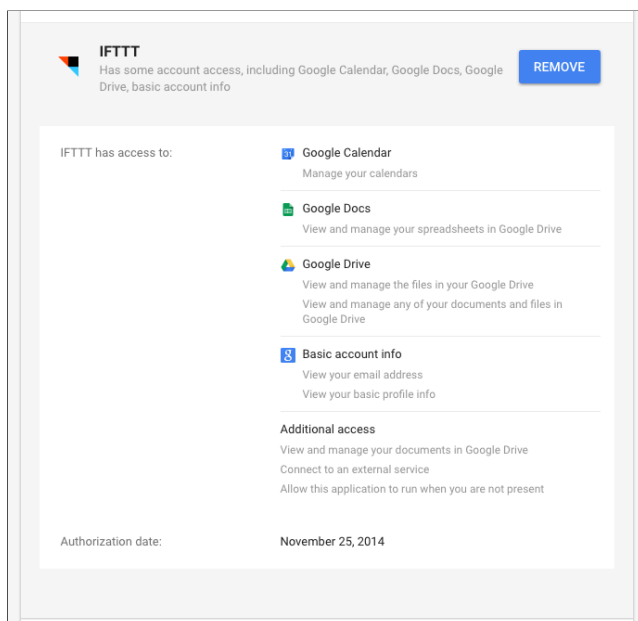 IFTTT
Has some account access, including Google Calendar, Google Docs, Google
Drive, basic account info
REMOVE
IFTTT has access to:
31
Google Calendar
Manage your calendars
Google Docs
View and manage your spreadsheets in Google Drive
Google Drive
View and manage the files in your Google Drive
View and manage any of your documents and files in
Google Drive
g
Basic account info
View your email address
View your basic profile info
Additional access
View and manage your documents in Google Drive
Connect to an external service
Allow this application to run when you are not present
Authorization date:
November 25, 2014